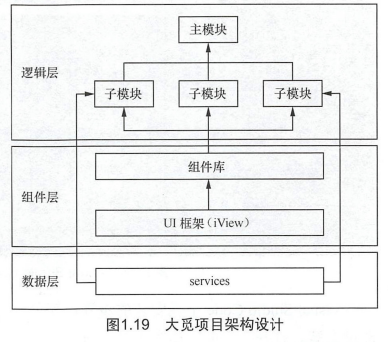 主模块
逻辑层
子模块 子模块 子模块
组件库
组件层
UI 框架（iView）
数据层 services
图1.19 大觅项目架构设计